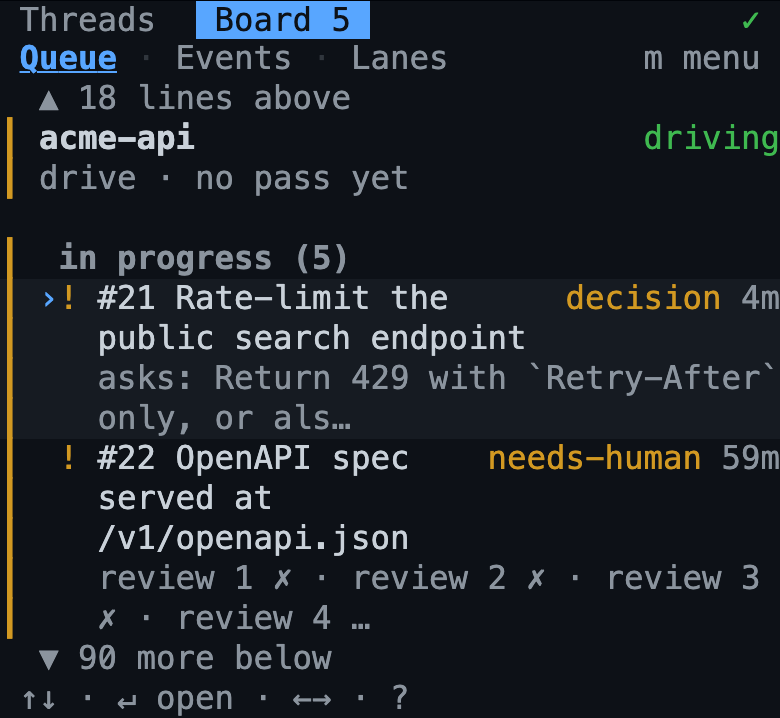 Threads Board 5 ✓
Queue · Events · Lanes m menu
▲ 18 lines above
acme-api driving
drive · no pass yet
in progress (5)
›! #21 Rate-limit the decision 4m
public search endpoint
asks: Return 429 with `Retry-After`
only, or als…
! #22 OpenAPI spec needs-human 59m
served at
/v1/openapi.json
review 1 ✗ · review 2 ✗ · review 3
✗ · review 4 …
▼ 90 more below
↑↓ · ↵ open · ←→ · ?